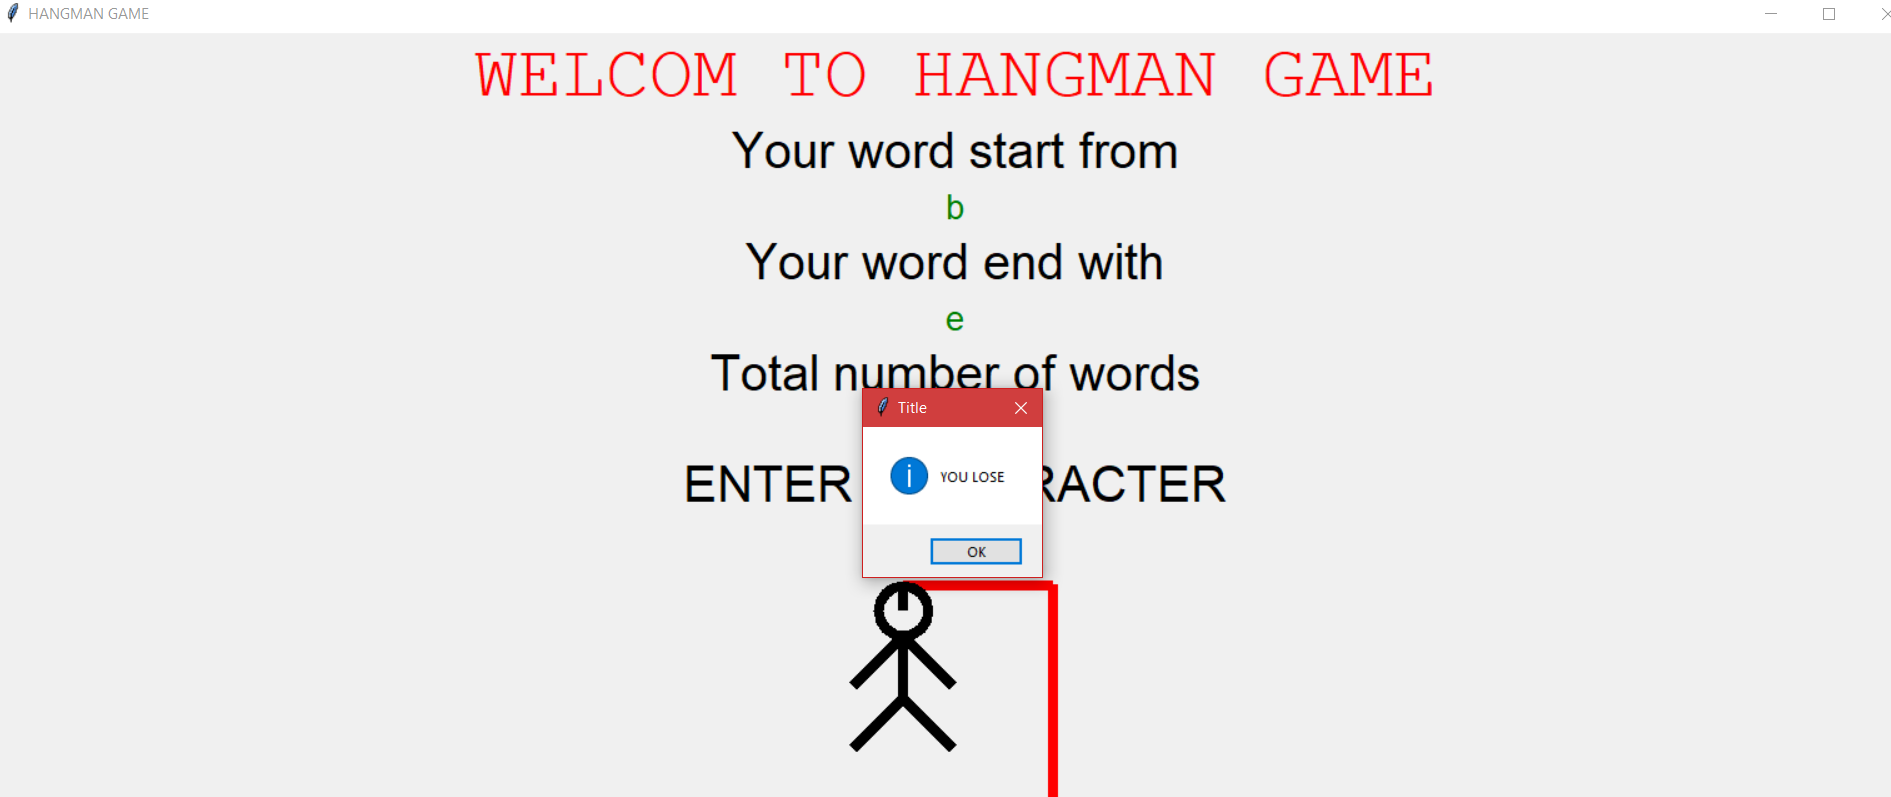 HANGMAN GAME
WELCOM TO HANGMAN GAME
Your word start from
b
Your word end with
e
Total number of words
Title
YOU LOSE
ENTER
OK